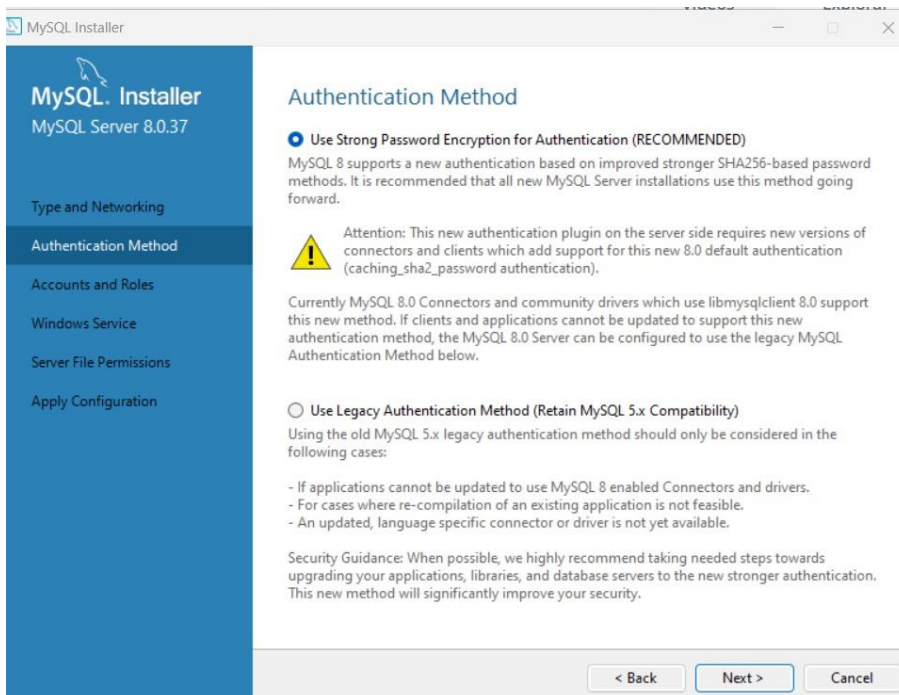 MySQL Installer
MySQL. Installer
MySQL Server 8.0.37
Type and Networking
Authentication Method
Accounts and Roles
Windows Service
Server File Permissions
Apply Configuration
Authentication Method
Use Strong Password Encryption for Authentication (RECOMMENDED)
MySQL 8 supports a new authentication based on improved stronger SHA256-based password
methods. It is recommended that all new MySQL Server installations use this method going
forward.
Attention: This new authentication plugin on the server side requires new versions of
connectors and clients which add support for this new 8.0 default authentication
(caching_sha2_password authentication).
Currently MySQL 8.0 Connectors and community drivers which use libmysqlclient 8.0 support
this new method. If clients and applications cannot be updated to support this new
authentication method, the MySQL 8.0 Server can be configured to use the legacy MySQL
Authentication Method below.
Use Legacy Authentication Method (Retain MySQL 5.x Compatibility)
Using the old MySQL 5.x legacy authentication method should only be considered in the
following cases:
- If applications cannot be updated to use MySQL 8 enabled Connectors and drivers.
- For cases where re-compilation of an existing application is not feasible.
- An updated, language specific connector or driver is not yet available.
Security Guidance: When possible, we highly recommend taking needed steps towards
upgrading your applications, libraries, and database servers to the new stronger authentication.
This new method will significantly improve your security.
< Back
Next >
Cancel